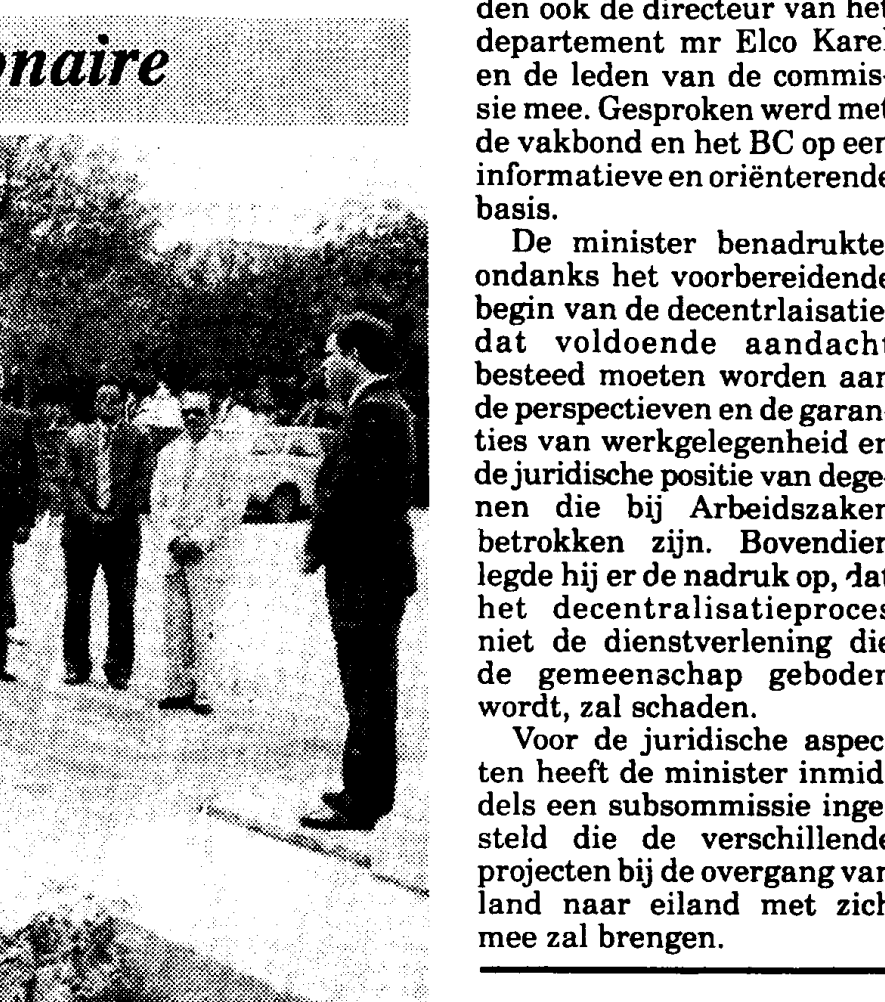 onaire
den ook de directeur van het
departement mr Elco Karel
en de leden van de commis-
sie mee. Gesproken werd met
de vakbond en het BC op een
informatieve en oriënterende
basis.
De minister benadrukte,
ondanks het voorbereidende
begin van de decentrlaisatie,
dat voldoende aandacht
besteed moeten worden aan
de perspectieven en de garan-
ties van werkgelegenheid en
de juridische positie van dege-
nen die bij Arbeidszaken
betrokken zijn. Bovendien
legde hij er de nadruk op, dat
het decentralisatieproces
niet de dienstverlening die
de gemeenschap geboden
wordt, zal schaden.
Voor de juridische aspec-
ten heeft de minister inmid-
dels een subsommissie inge-
steld die de verschillende
projecten bij de overgang van
land naar eiland met zich
mee zal brengen.